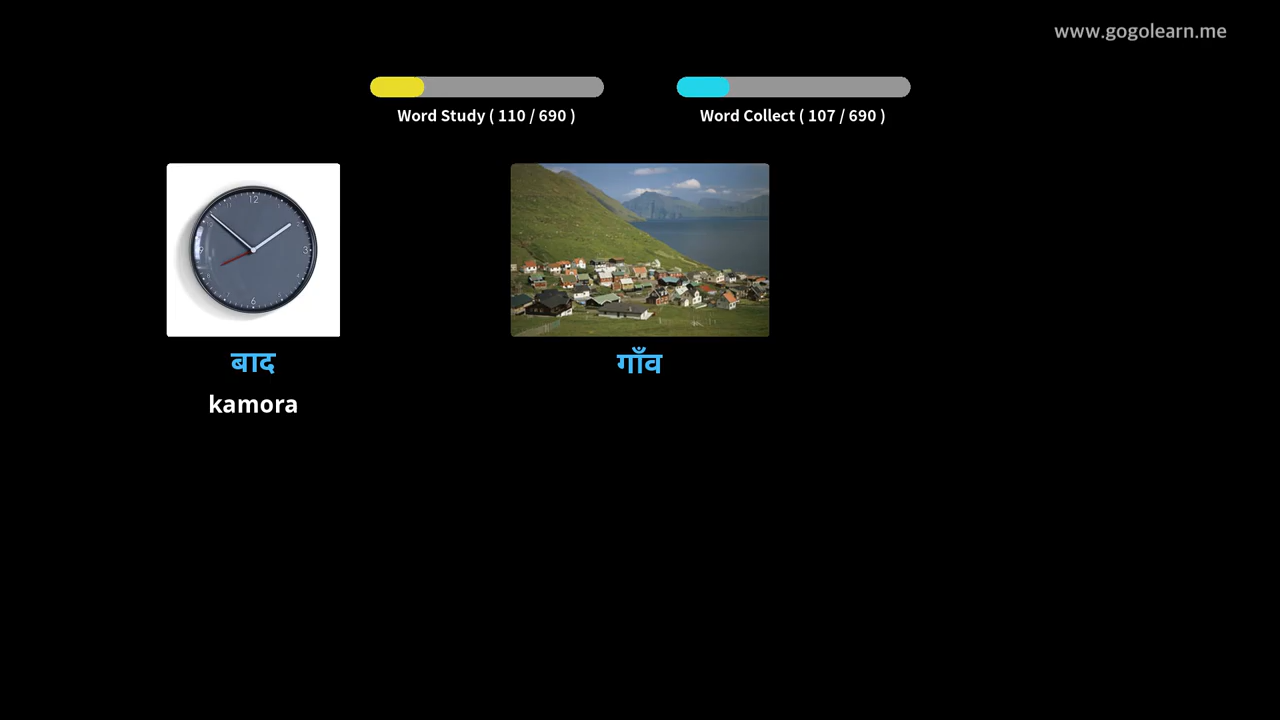 www.gogolearn.me
Word Study ( 110 / 690 )
Word Collect ( 107 / 690 )
बाद
गाँव
kamora